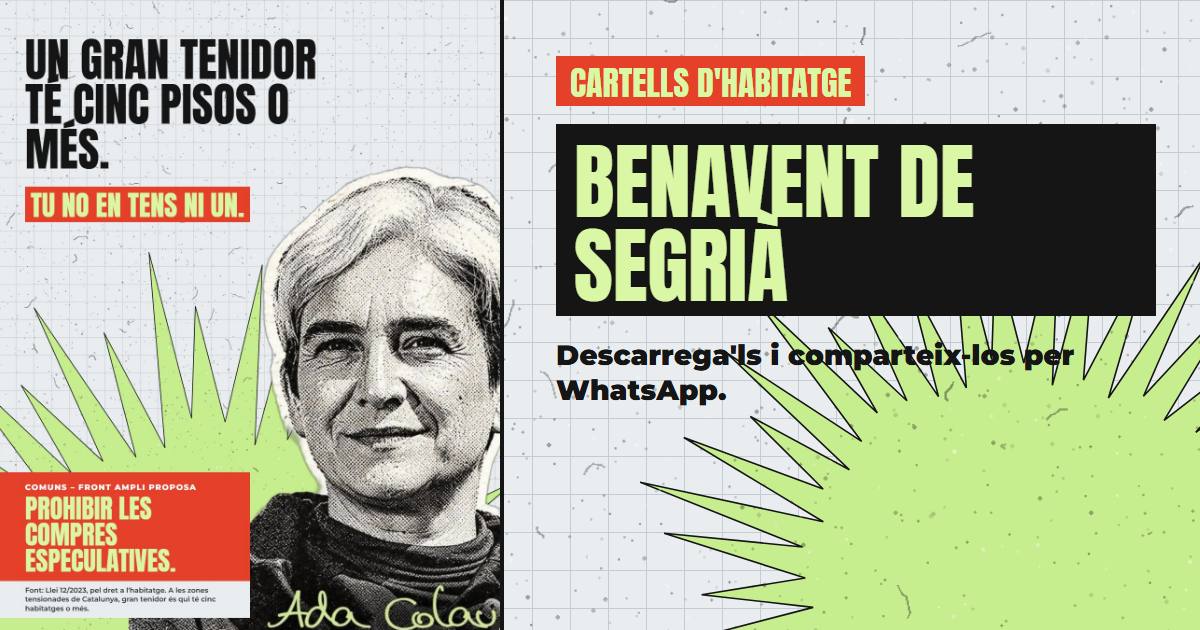 UN GRAN TENIDOR
TÉ CINC PISOS O
MÉS.
TU NO EN TENS NI UN.
COMUNS – FRONT AMPLI PROPOSA
PROHIBIR LES
COMPRES
ESPECULATIVES.
Font: Llei 12/2023, pel dret a l'habitatge. A les zones
tensionades de Catalunya, gran tenidor és qui té cinc
habitatges o més.
Ada Colau
CARTELLS D'HABITATGE
BENAVENT DE
SEGRIÀ
Descarrega'ls i comparteix-los per
WhatsApp.